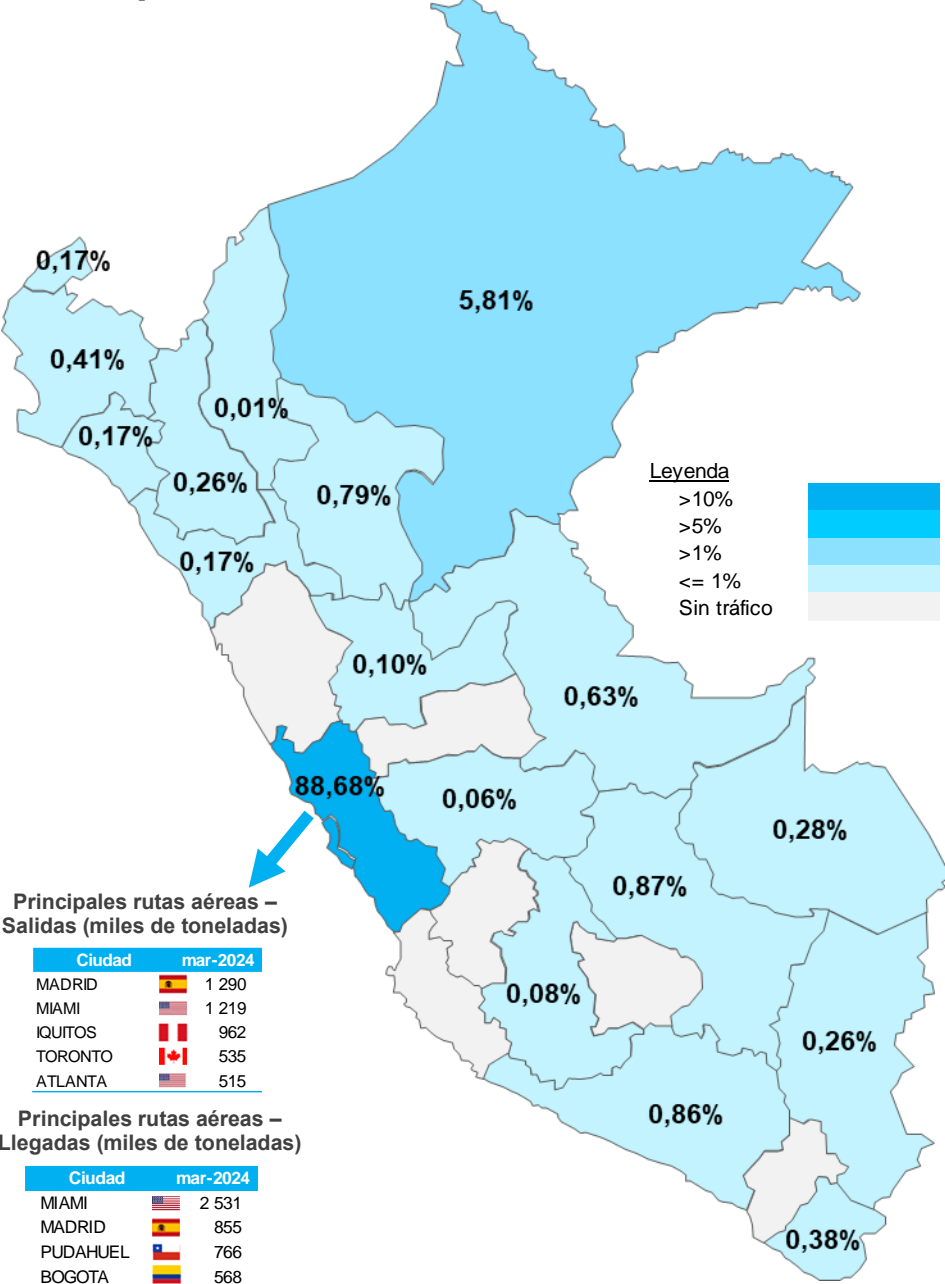 0,17%
5,81%
0,41%
0,01%
0,17%
0,26%
0,79%
0,17%
Leyenda
>10%
>5%
>1%
<= 1%
Sin tráfico
0,10%
0,63%
88,68%
0,06%
0,28%
0,87%
0,08%
0,26%
0,86%
0,38%
Principales rutas aéreas –
Salidas (miles de toneladas)
Ciudad mar-2024
MADRID 1 290
MIAMI 1 219
IQUITOS 962
TORONTO 535
ATLANTA 515
Principales rutas aéreas –
Llegadas (miles de toneladas)
Ciudad mar-2024
MIAMI 2 531
MADRID 855
PUDAHUEL 766
BOGOTA 568